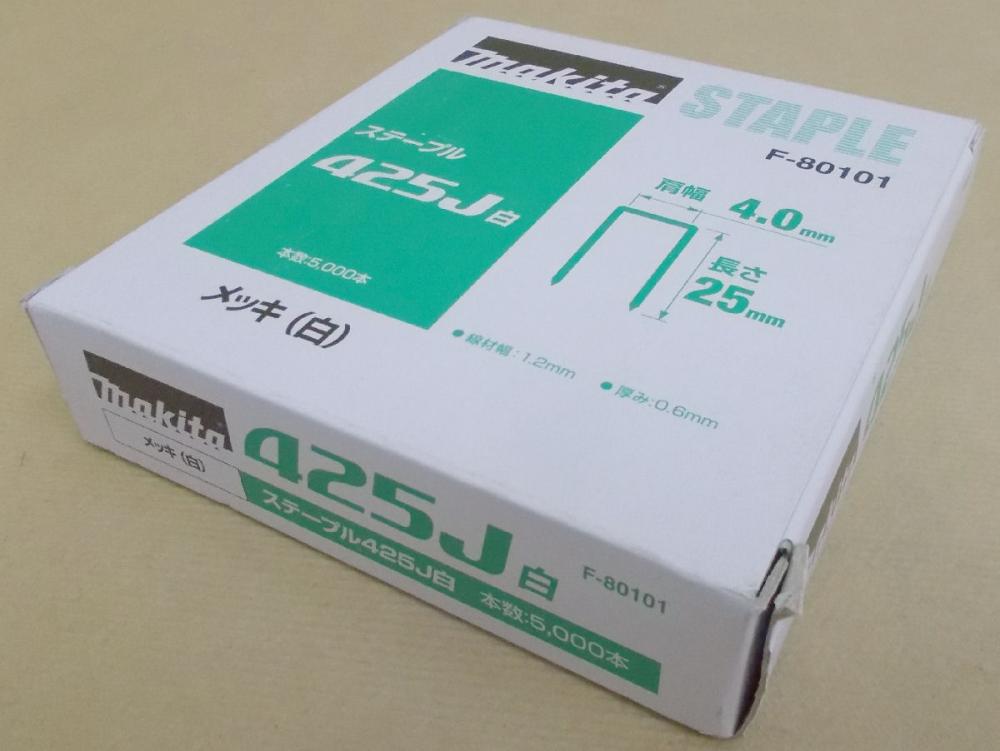 makita
STAPLE
F-80101
ステープル
425J白
本数:5,000本
メッキ(白)
肩幅 4.0mm
長さ
25mm
●線材幅:1.2mm ●厚み:0.6mm
makita
メッキ(白)
425J白
F-80101
ステープル425J白 本数:5,000本